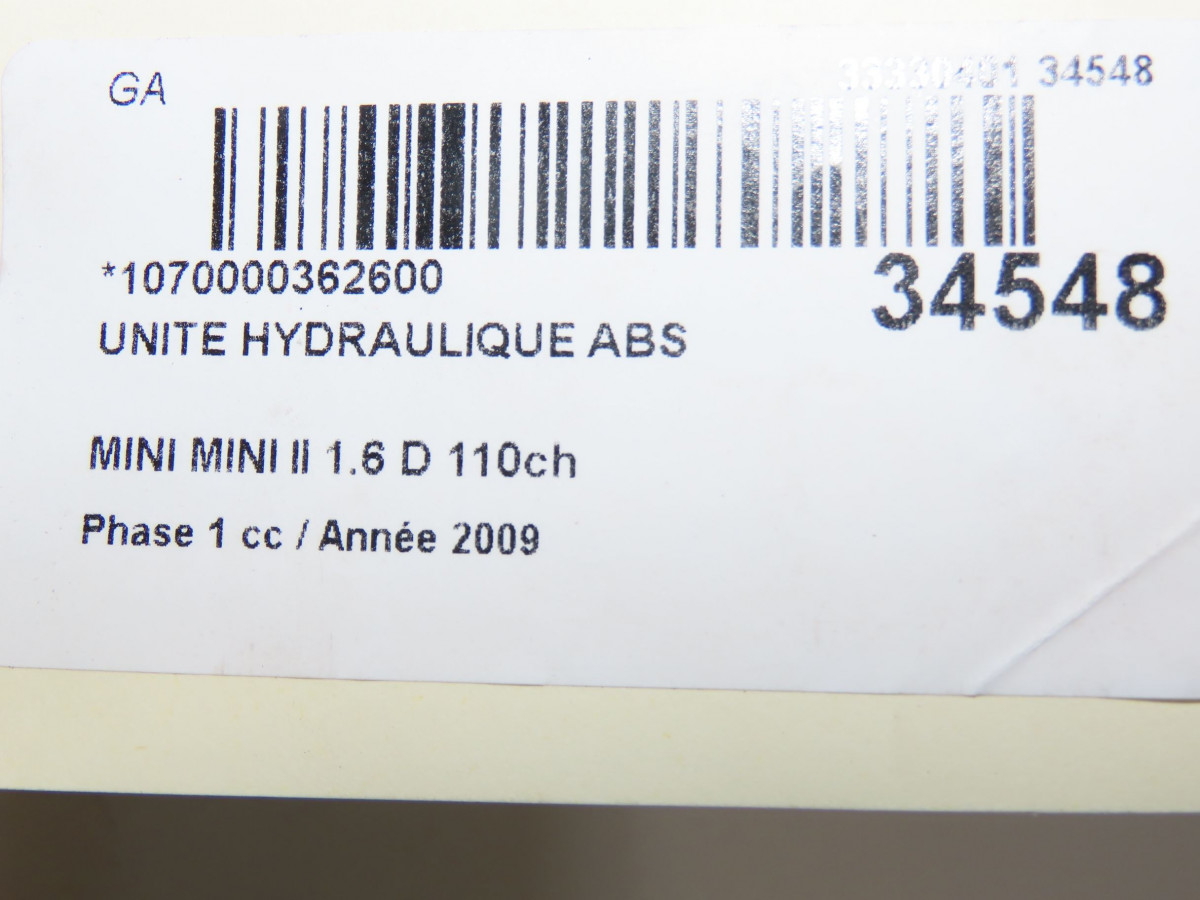 GA
34548
*1070000362600
34548
UNITE HYDRAULIQUE ABS
MINI MINI II 1.6 D 110ch
Phase 1 cc / Année 2009